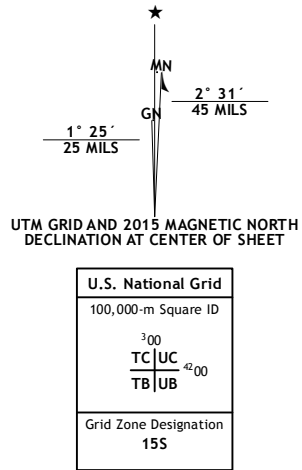 ★
MN
GN
2° 31´
45 MILS
1° 25´
25 MILS
UTM GRID AND 2015 MAGNETIC NORTH
DECLINATION AT CENTER OF SHEET
U.S. National Grid
100,000-m Square ID
³00
TC UC
⁴²00
TB UB
Grid Zone Designation
15S